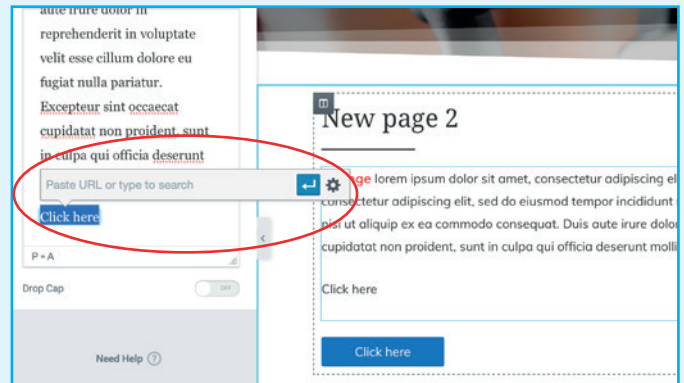 aute irure dolor in
reprehenderit in voluptate
velit esse cillum dolore eu
fugiat nulla pariatur.
Excepteur sint occaecat
cupidatat non proident, sunt
in culpa qui officia deserunt
Paste URL or type to search
Click here
P » A
Drop Cap
OFF
Need Help ?
New page 2
lorem ipsum dolor sit amet, consectetur adipiscing el
consectetur adipiscing elit, sed do eiusmod tempor incididunt
nisi ut aliquip ex ea commodo consequat. Duis aute irure dolo
cupidatat non proident, sunt in culpa qui officia deserunt molli
Click here
Click here